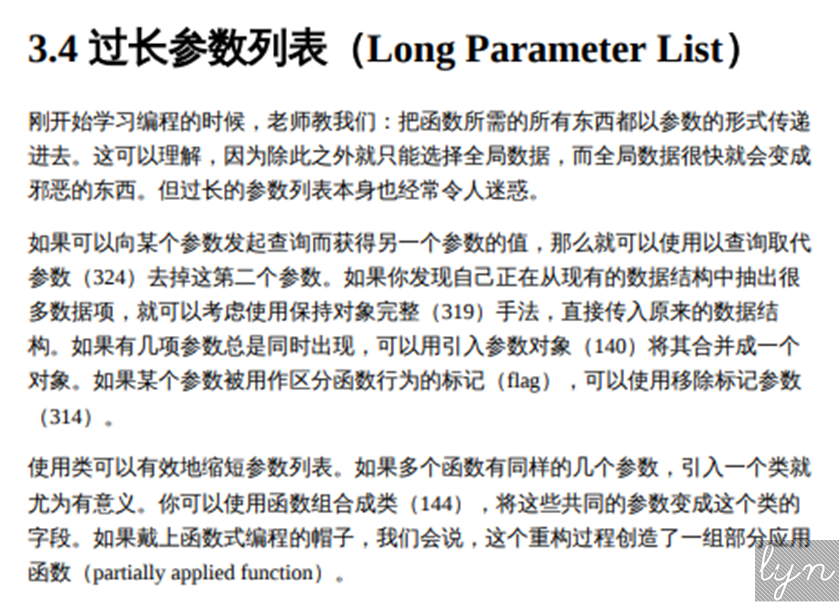 3.4 过长参数列表（Long Parameter List）
刚开始学习编程的时候，老师教我们：把函数所需的所有东西都以参数的形式传递
进去。这可以理解，因为除此之外就只能选择全局数据，而全局数据很快就会变成
邪恶的东西。但过长的参数列表本身也经常令人迷惑。
如果可以向某个参数发起查询而获得另一个参数的值，那么就可以使用以查询取代
参数（324）去掉这第二个参数。如果你发现自己正在从现有的数据结构中抽出很
多数据项，就可以考虑使用保持对象完整（319）手法，直接传入原来的数据结
构。如果有几项参数总是同时出现，可以用引入参数对象（140）将其合并成一个
对象。如果某个参数被用作区分函数行为的标记（flag），可以使用移除标记参数
（314）。
使用类可以有效地缩短参数列表。如果多个函数有同样的几个参数，引入一个类就
尤为有意义。你可以使用函数组合成类（144），将这些共同的参数变成这个类的
字段。如果戴上函数式编程的帽子，我们会说，这个重构过程创造了一组部分应用
函数（partially applied function）。
lyn